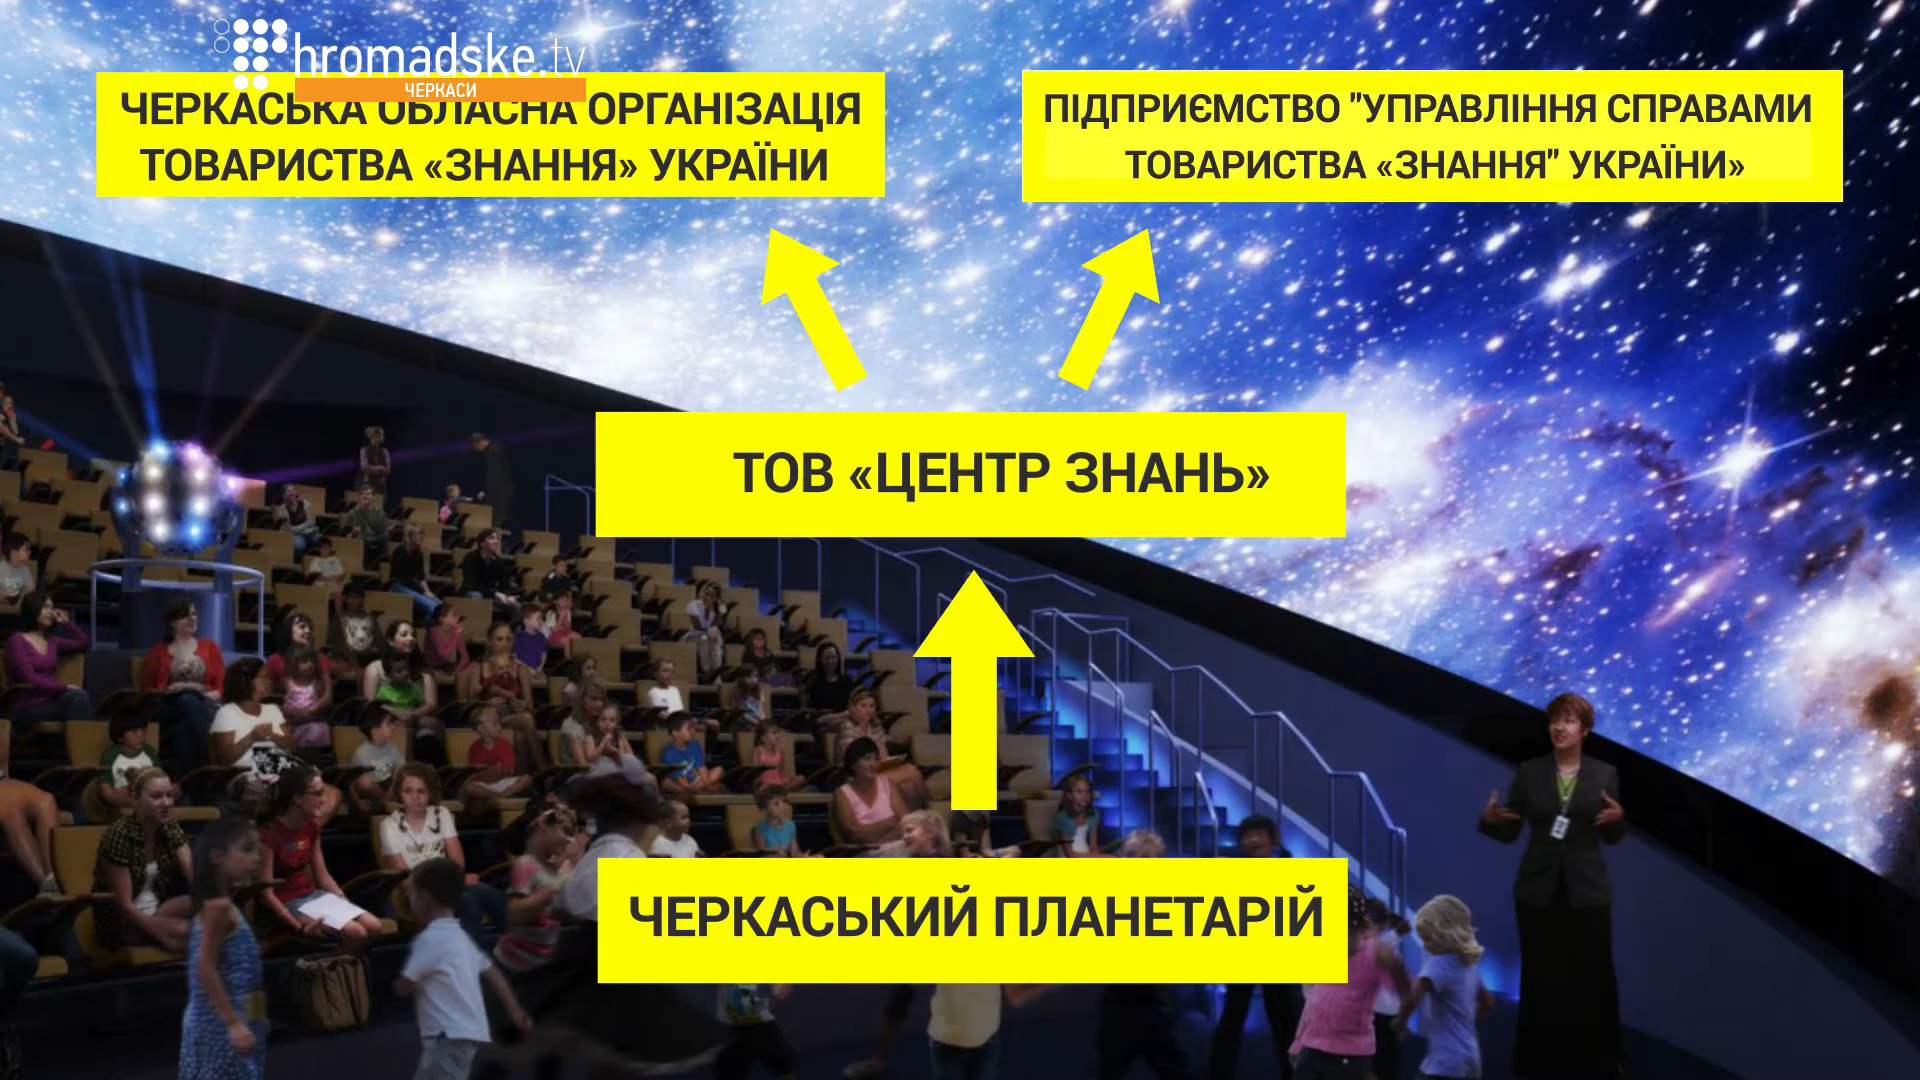 hromadske.tv
ЧЕРКАСИ
ЧЕРКАСЬКА ОБЛАСНА ОРГАНІЗАЦІЯ
ТОВАРИСТВА «ЗНАННЯ» УКРАЇНИ
ПІДПРИЄМСТВО "УПРАВЛІННЯ СПРАВАМИ
ТОВАРИСТВА «ЗНАННЯ" УКРАЇНИ»
ТОВ «ЦЕНТР ЗНАНЬ»
ЧЕРКАСЬКИЙ ПЛАНЕТАРІЙ